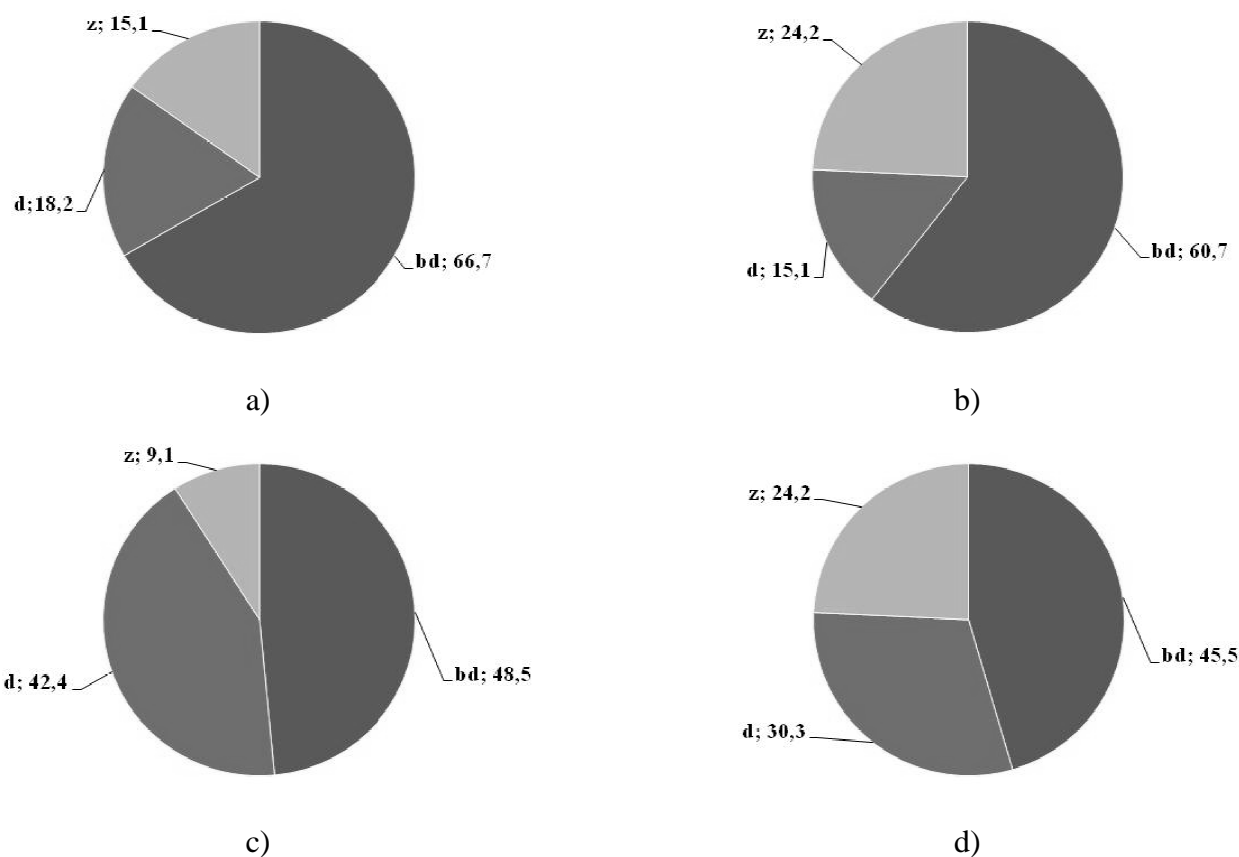 z; 15,1
d;18,2
bd; 66,7
a)
z; 24,2
d; 15,1
bd; 60,7
b)
z; 9,1
d; 42,4
bd; 48,5
c)
z; 24,2
d; 30,3
bd; 45,5
d)